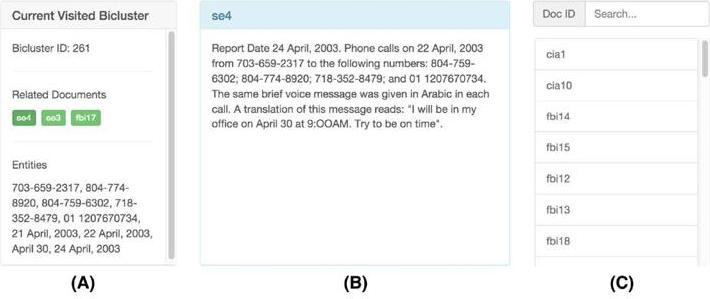 Current Visited Bicluster
Bicluster ID: 261
Related Documents
se4 se3 fbi17
Entities
703-659-2317, 804-774-
8920, 804-759-6302, 718-
352-8479, 01 1207670734,
21 April, 2003, 22 April, 2003,
April 30, 24 April, 2003
(A)
se4
Report Date 24 April, 2003. Phone calls on 22 April, 2003
from 703-659-2317 to the following numbers: 804-759-
6302; 804-774-8920; 718-352-8479; and 01 1207670734.
The same brief voice message was given in Arabic in each
call. A translation of this message reads: "I will be in my
office on April 30 at 9:OOAM. Try to be on time".
(B)
Doc ID Search...
cia1
cia10
fbi14
fbi15
fbi12
fbi13
fbi18
(C)